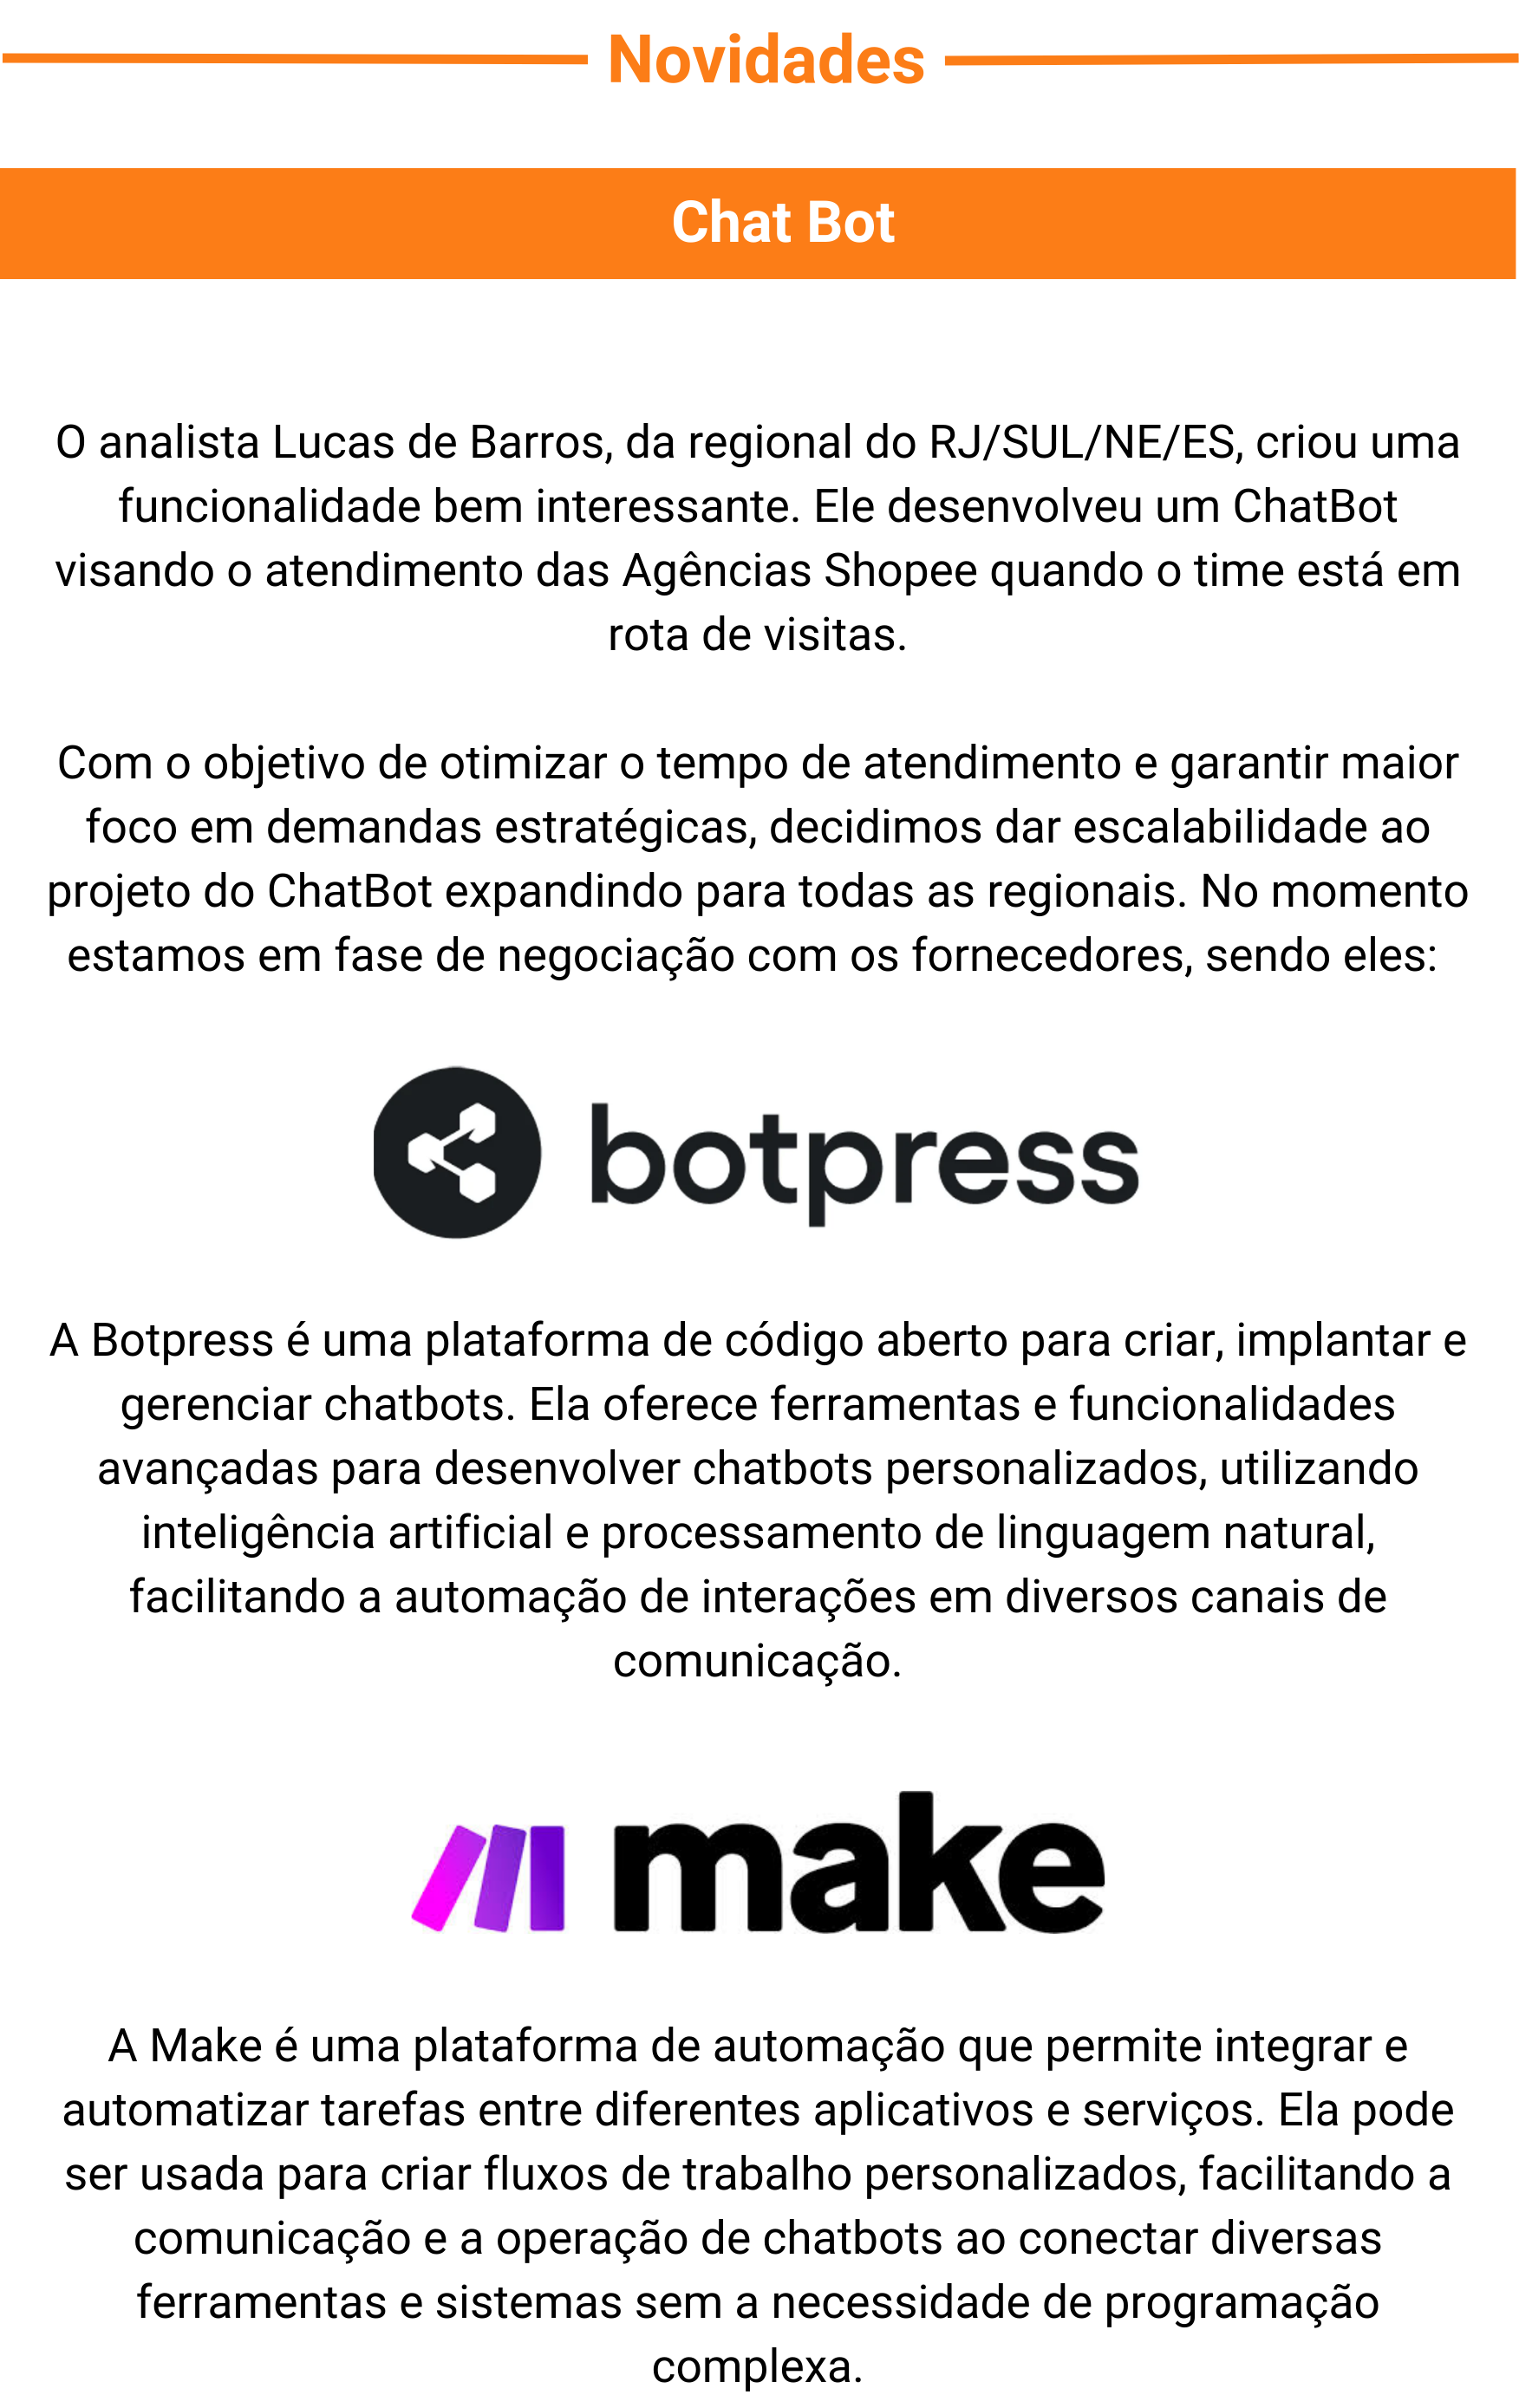 Novidades
Chat Bot
O analista Lucas de Barros, da regional do RJ/SUL/NE/ES, criou uma
funcionalidade bem interessante. Ele desenvolveu um ChatBot
visando o atendimento das Agências Shopee quando o time está em
rota de visitas.
Com o objetivo de otimizar o tempo de atendimento e garantir maior
foco em demandas estratégicas, decidimos dar escalabilidade ao
projeto do ChatBot expandindo para todas as regionais. No momento
estamos em fase de negociação com os fornecedores, sendo eles:
botpress
A Botpress é uma plataforma de código aberto para criar, implantar e
gerenciar chatbots. Ela oferece ferramentas e funcionalidades
avançadas para desenvolver chatbots personalizados, utilizando
inteligência artificial e processamento de linguagem natural,
facilitando a automação de interações em diversos canais de
comunicação.
make
A Make é uma plataforma de automação que permite integrar e
automatizar tarefas entre diferentes aplicativos e serviços. Ela pode
ser usada para criar fluxos de trabalho personalizados, facilitando a
comunicação e a operação de chatbots ao conectar diversas
ferramentas e sistemas sem a necessidade de programação
complexa.